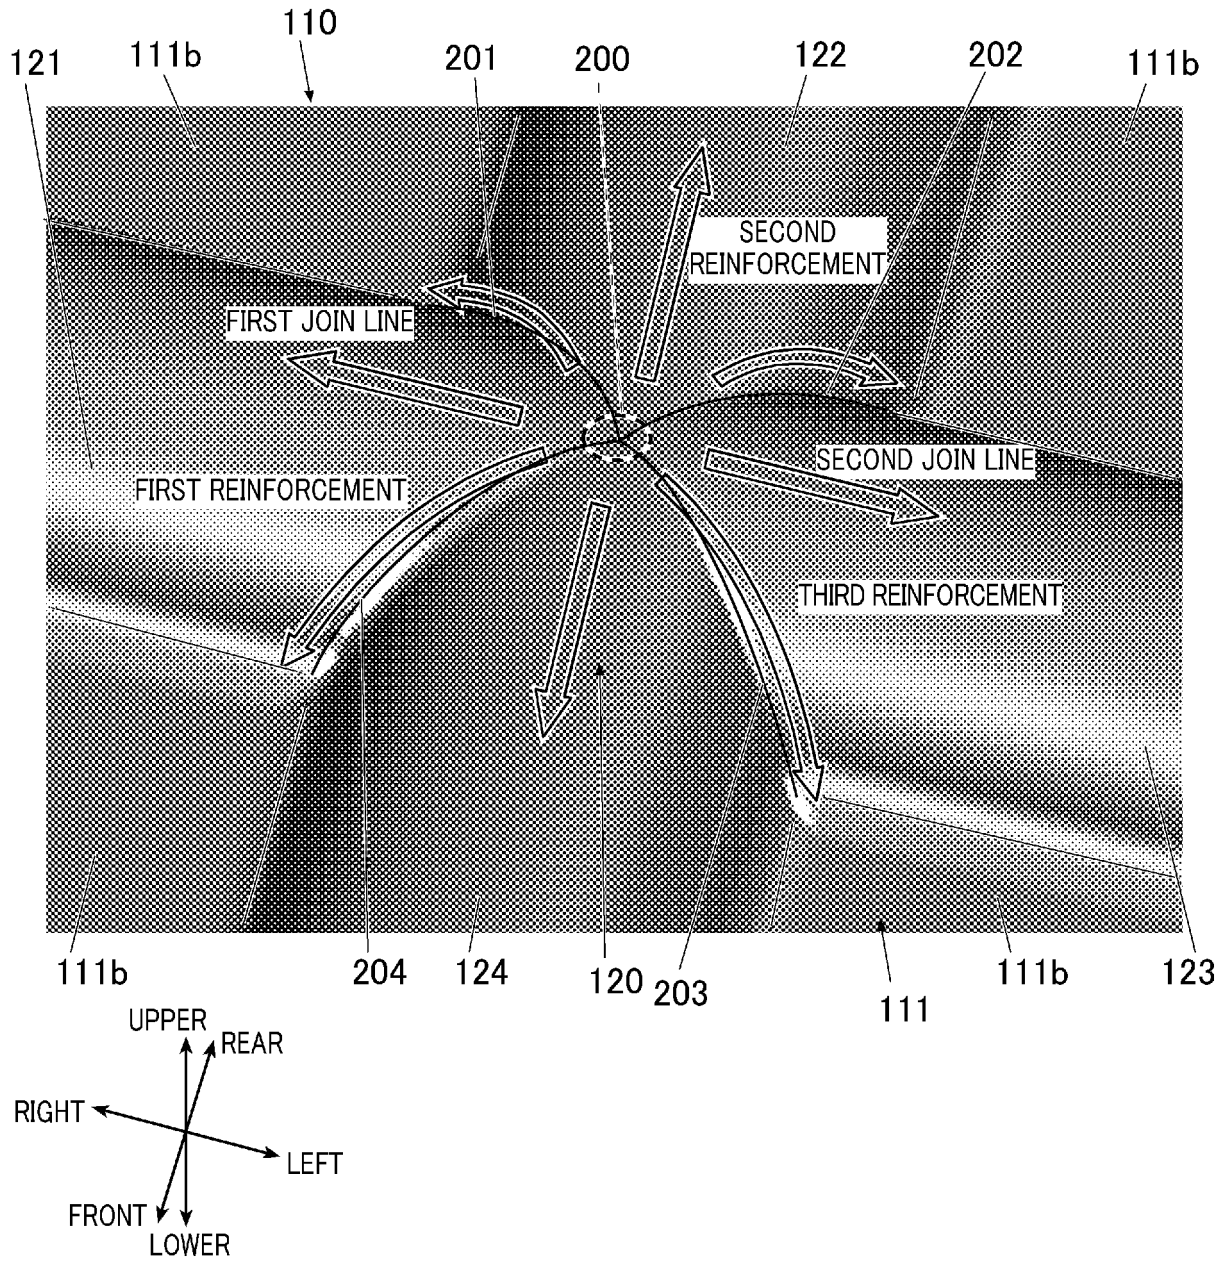 110
121
111b
201
200
122
202
111b
SECOND
REINFORCEMENT
FIRST JOIN LINE
SECOND JOIN LINE
FIRST REINFORCEMENT
THIRD REINFORCEMENT
111b
204
124
120
203
111
111b
123
UPPER
REAR
RIGHT
LEFT
FRONT
LOWER